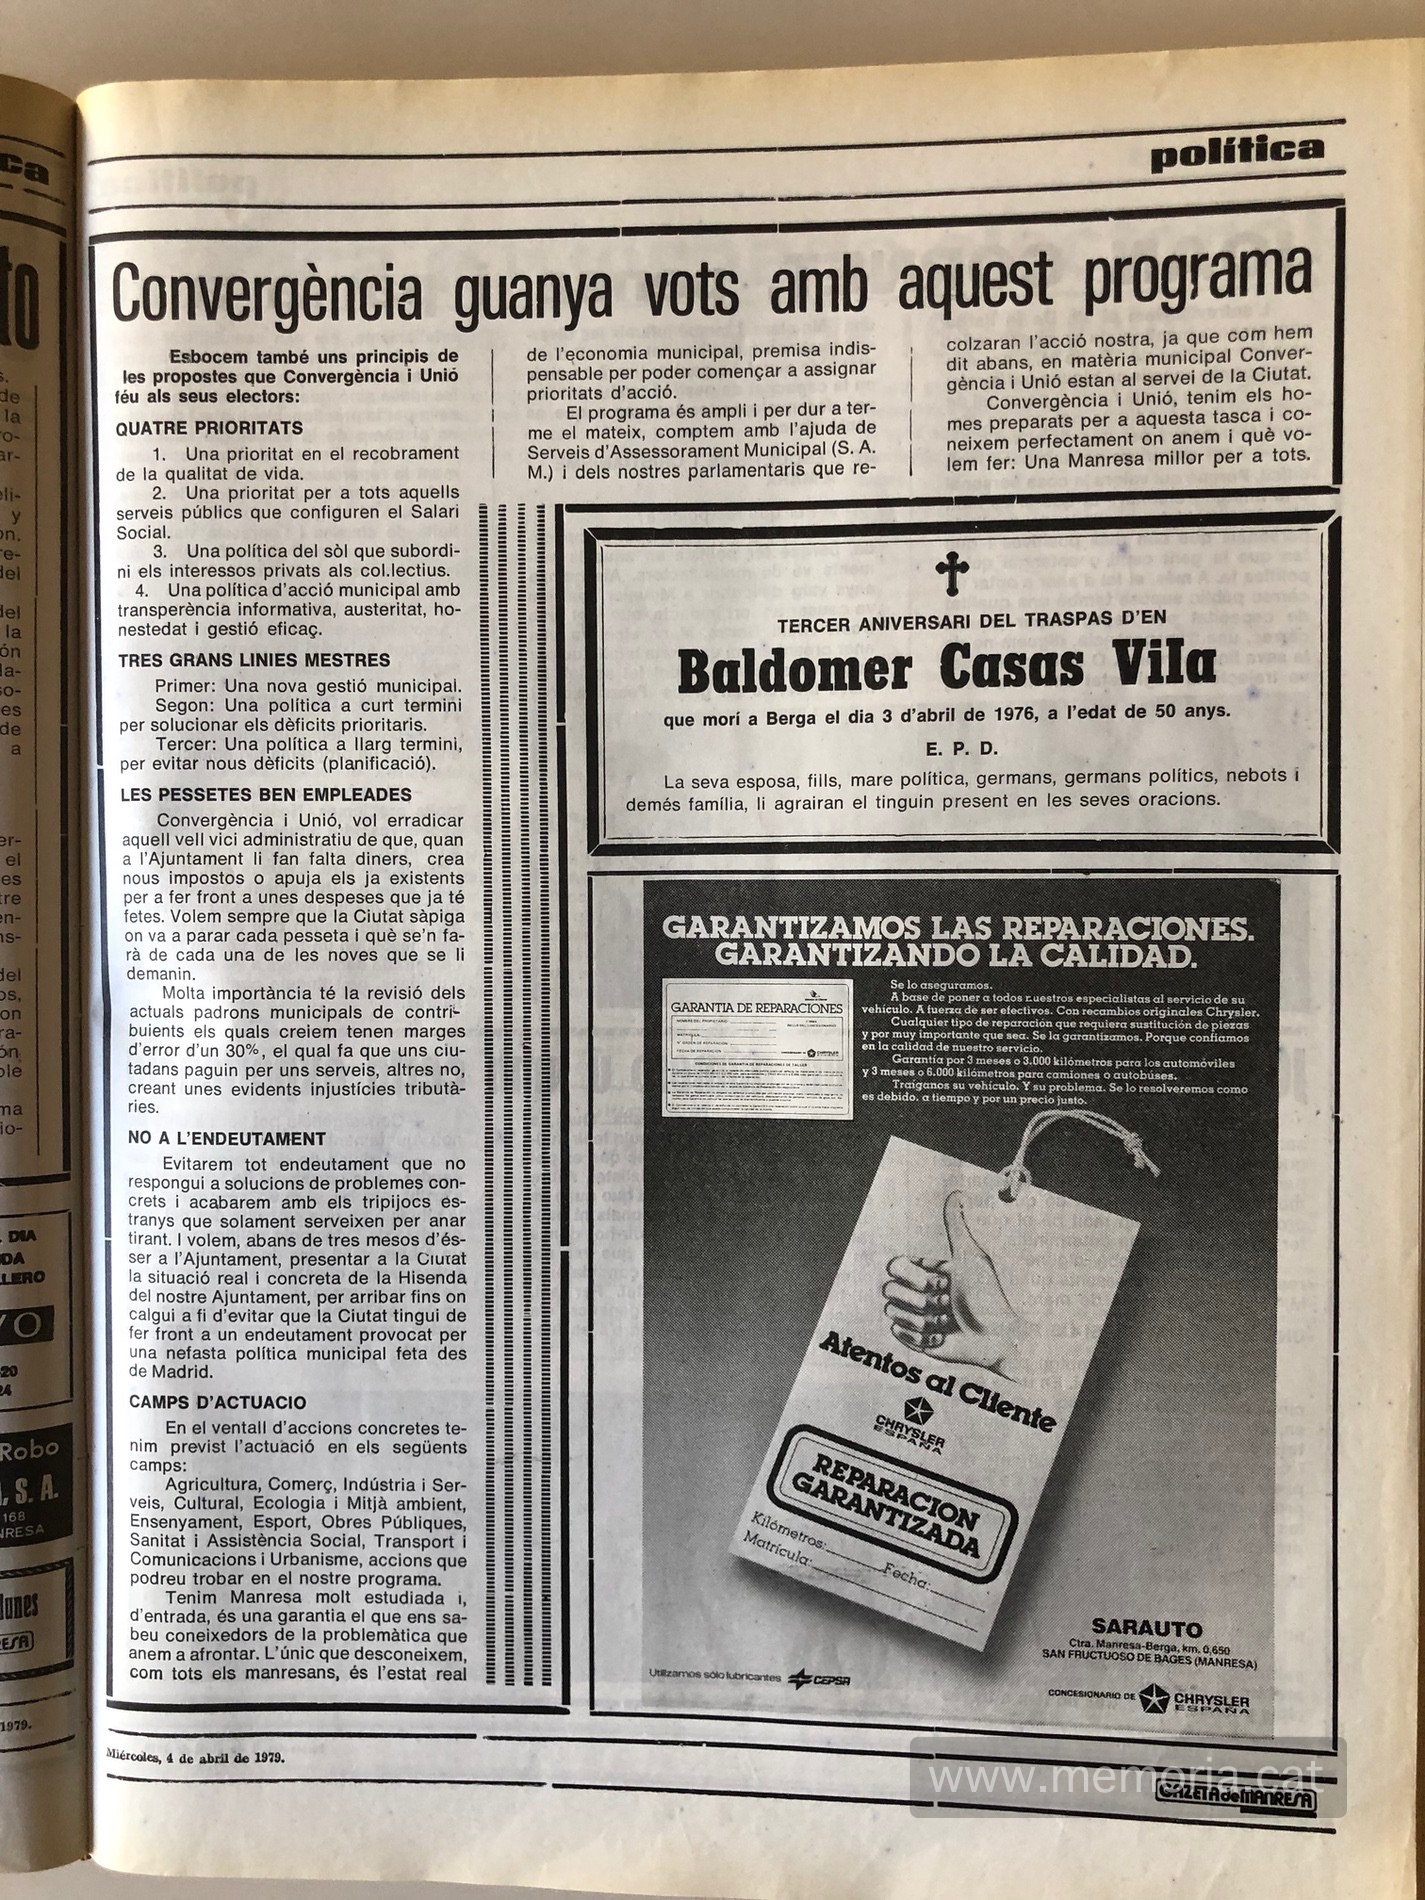 política
Convergència guanya vots amb aquest programa
Esbocem també uns principis de
les propostes que Convergència i Unió
féu als seus electors:
QUATRE PRIORITATS
1. Una prioritat en el recobrament
de la qualitat de vida.
2. Una prioritat per a tots aquells
serveis públics que configuren el Salari
Social.
3. Una política del sòl que subordi-
ni els interessos privats als col.lectius.
4. Una política d'acció municipal amb
transperència informativa, austeritat, ho-
nestedat i gestió eficaç.
TRES GRANS LINIES MESTRES
Primer: Una nova gestió municipal.
Segon: Una política a curt termini
per solucionar els dèficits prioritaris.
Tercer: Una política a llarg termini,
per evitar nous dèficits (planificació).
LES PESSETES BEN EMPLEADES
Convergència i Unió, vol erradicar
aquell vell vici administratiu de que, quan
a l'Ajuntament li fan falta diners, crea
nous impostos o apuja els ja existents
per a fer front a unes despeses que ja té
fetes. Volem sempre que la Ciutat sàpiga
on va a parar cada pesseta i què se'n fa-
rà de cada una de les noves que se li
demanin.
Molta importància té la revisió dels
actuals padrons municipals de contri-
buients els quals creiem tenen marges
d'error d'un 30%, el qual fa que uns ciu-
tadans paguin per uns serveis, altres no,
creant unes evidents injustícies tributà-
ries.
NO A L'ENDEUTAMENT
Evitarem tot endeutament que no
respongui a solucions de problemes con-
crets i acabarem amb els tripijocs es-
tranys que solament serveixen per anar
tirant. I volem, abans de tres mesos d'és-
ser a l'Ajuntament, presentar a la Ciutat
la situació real i concreta de la Hisenda
del nostre Ajuntament, per arribar fins on
calgui a fi d'evitar que la Ciutat tingui de
fer front a un endeutament provocat per
una nefasta política municipal feta des
de Madrid.
CAMPS D'ACTUACIO
En el ventall d'accions concretes te-
nim previst l'actuació en els següents
camps:
Agricultura, Comerç, Indústria i Ser-
veis, Cultural, Ecologia i Mitjà ambient,
Ensenyament, Esport, Obres Públiques,
Sanitat i Assistència Social, Transport i
Comunicacions i Urbanisme, accions que
podreu trobar en el nostre programa.
Tenim Manresa molt estudiada i,
d'entrada, és una garantia el que ens sa-
beu coneixedors de la problemàtica que
anem a afrontar. L'únic que desconeixem,
com tots els manresans, és l'estat real
de l'economia municipal, premisa indis-
pensable per poder començar a assignar
prioritats d'acció.
El programa és ampli i per dur a ter-
me el mateix, comptem amb l'ajuda de
Serveis d'Assessorament Municipal (S. A.
M.) i dels nostres parlamentaris que re-
colzaran l'acció nostra, ja que com hem
dit abans, en matèria municipal Conver-
gència i Unió estan al servei de la Ciutat.
Convergència i Unió, tenim els ho-
mes preparats per a aquesta tasca i co-
neixem perfectament on anem i què vo-
lem fer: Una Manresa millor per a tots.
TERCER ANIVERSARI DEL TRASPAS D'EN
Baldomer Casas Vila
que morí a Berga el dia 3 d'abril de 1976, a l'edat de 50 anys.
E. P. D.
La seva esposa, fills, mare política, germans, germans polítics, nebots i
demés família, li agrairan el tinguin present en les seves oracions.
GARANTIZAMOS LAS REPARACIONES.
GARANTIZANDO LA CALIDAD.
GARANTIA DE REPARACIONES
Se lo aseguramos.
A base de poner a todos nuestros especialistas al servicio de su
vehículo. A fuerza de ser efectivos. Con recambios originales Chrysler.
Cualquier tipo de reparación que requiera sustitución de piezas
y por muy importante que sea. Se la garantizamos. Porque confiamos
en la calidad de nuestro servicio.
Garantía por 3 meses o 3.000 kilómetros para los automóviles
y 3 meses o 6.000 kilómetros para camiones o autobúses.
Tráiganos su vehículo. Y su problema. Se lo resolveremos como
es debido. a tiempo y por un precio justo.
Atentos al Cliente
CHRYSLER
ESPAÑA
REPARACION
GARANTIZADA
Kilómetros: Fecha:
Matrícula:
SARAUTO
Ctra. Manresa-Berga, km. 0,650
SAN FRUCTUOSO DE BAGES (MANRESA)
Utilizamos sólo lubricantes CEPSA
CONCESIONARIO DE CHRYSLER
ESPAÑA
Miércoles, 4 de abril de 1979.
www.memoria.cat
GAZETA de MANRESA